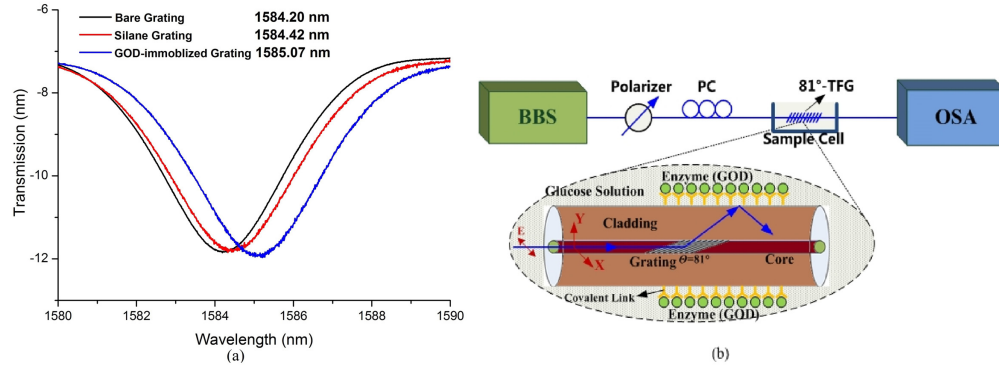 (a)
-6
-8
-10
-12
Transmission (nm)
1580
1582
1584
1586
1588
1590
Wavelength (nm)
Bare Grating 1584.20 nm
Silane Grating 1584.42 nm
GOD-immoblized Grating 1585.07 nm
BBS
Polarizer
PC
81°-TFG
Sample Cell
OSA
Enzyme (GOD)
Glucose Solution
Cladding
E
Y
X
Grating
Θ=81°
Core
Covalent Link
Enzyme (GOD)
(b)